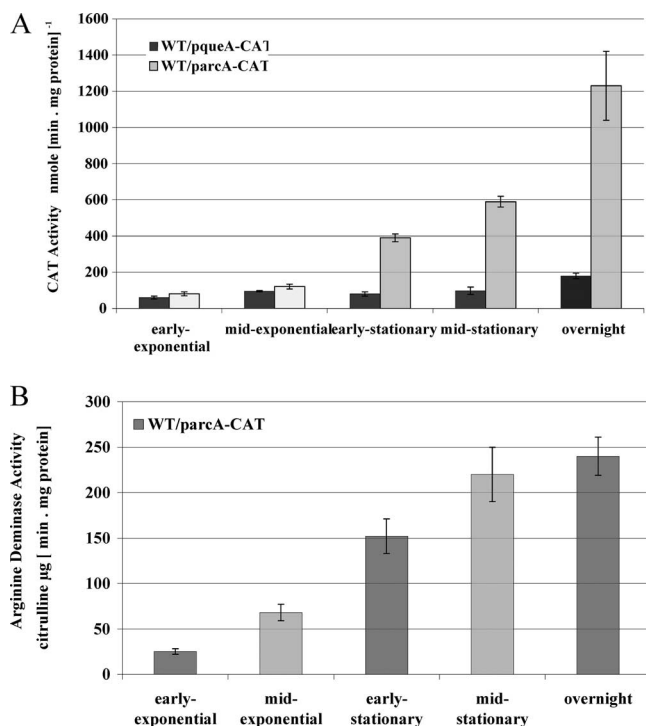 A
WT/pqueA-CAT
WT/parcA-CAT
CAT Activity nmole [min . mg protein]-1
1600
1400
1200
1000
800
600
400
200
0
early-
exponential
mid-exponential
early-stationary
mid-stationary
overnight
B
WT/parcA-CAT
Arginine Deminase Activity
citrulline µg [ min . mg protein]
300
250
200
150
100
50
0
early-
exponential
mid-
exponential
early-
stationary
mid-
stationary
overnight